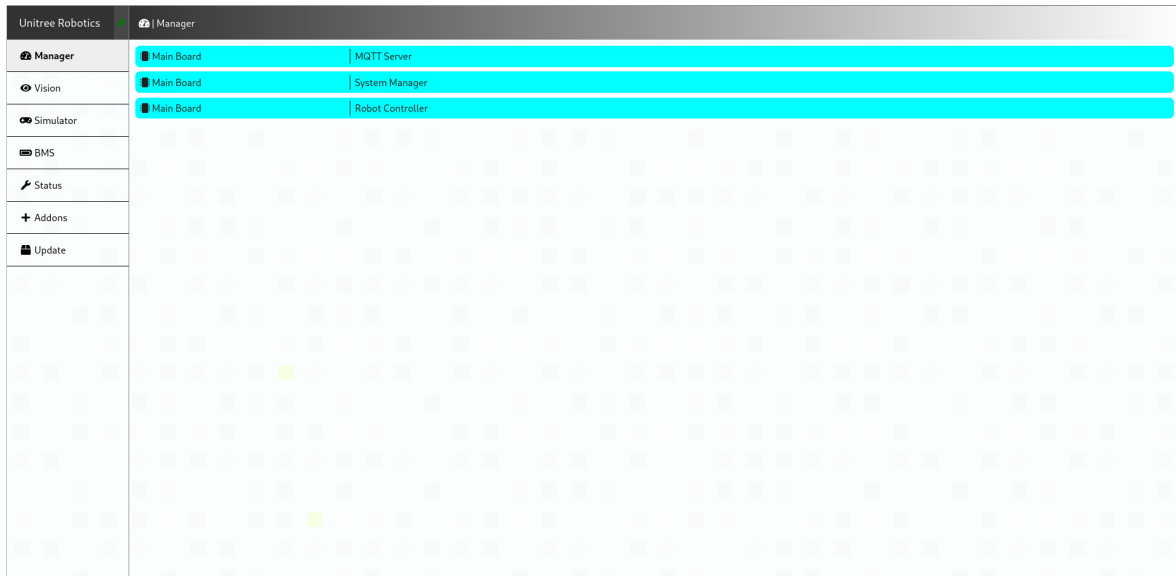 Unitree Robotics
| Manager
Manager
Vision
Simulator
BMS
Status
Addons
Update
Main Board | MQTT Server
Main Board | System Manager
Main Board | Robot Controller